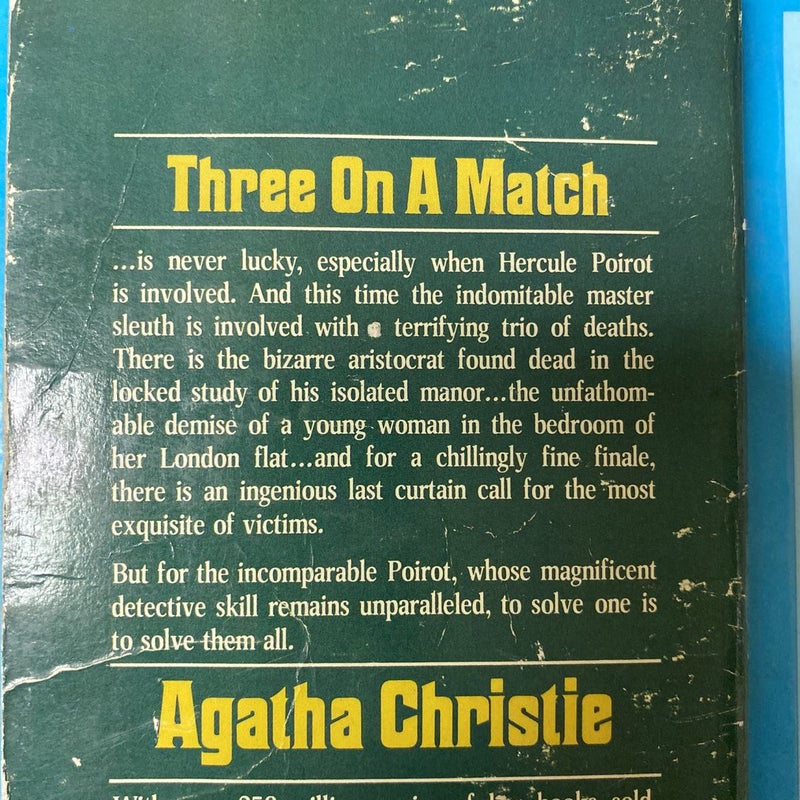 Three On A Match
...is never lucky, especially when Hercule Poirot
is involved. And this time the indomitable master
sleuth is involved with a terrifying trio of deaths.
There is the bizarre aristocrat found dead in the
locked study of his isolated manor...the unfathom-
able demise of a young woman in the bedroom of
her London flat...and for a chillingly fine finale,
there is an ingenious last curtain call for the most
exquisite of victims.
But for the incomparable Poirot, whose magnificent
detective skill remains unparalleled, to solve one is
to solve them all.
Agatha Christie